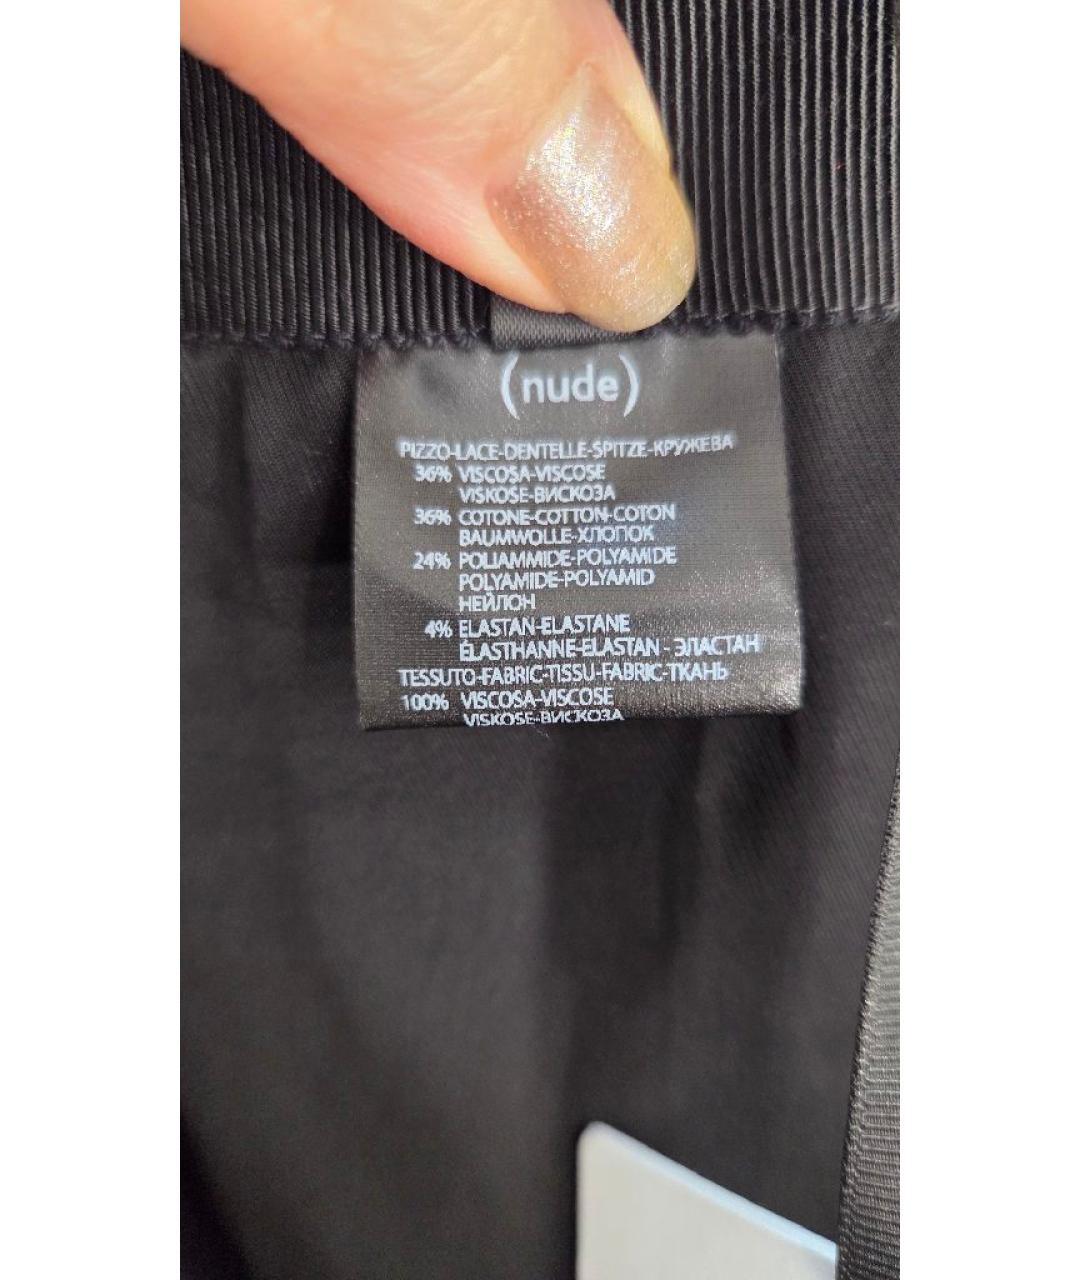 (nude)
PIZZO-LACE-DENTELLE-SPITZE-КРУЖЕВА
36% VISCOSA-VISCOSE
VISKOSE-ВИСКОЗА
36% COTONE-COTTON-COTON
BAUMWOLLE-ХЛОПОК
24% POLIAMMIDE-POLYAMIDE
POLYAMIDE-POLYAMID
НЕЙЛОН
4% ELASTAN-ELASTANE
ÉLASTHANNE-ELASTAN - ЭЛАСТАН
TESSUTO-FABRIC-TISSU-FABRIC-ТКАНЬ
100% VISCOSA-VISCOSE
VISKOSE-ВИСКОЗА